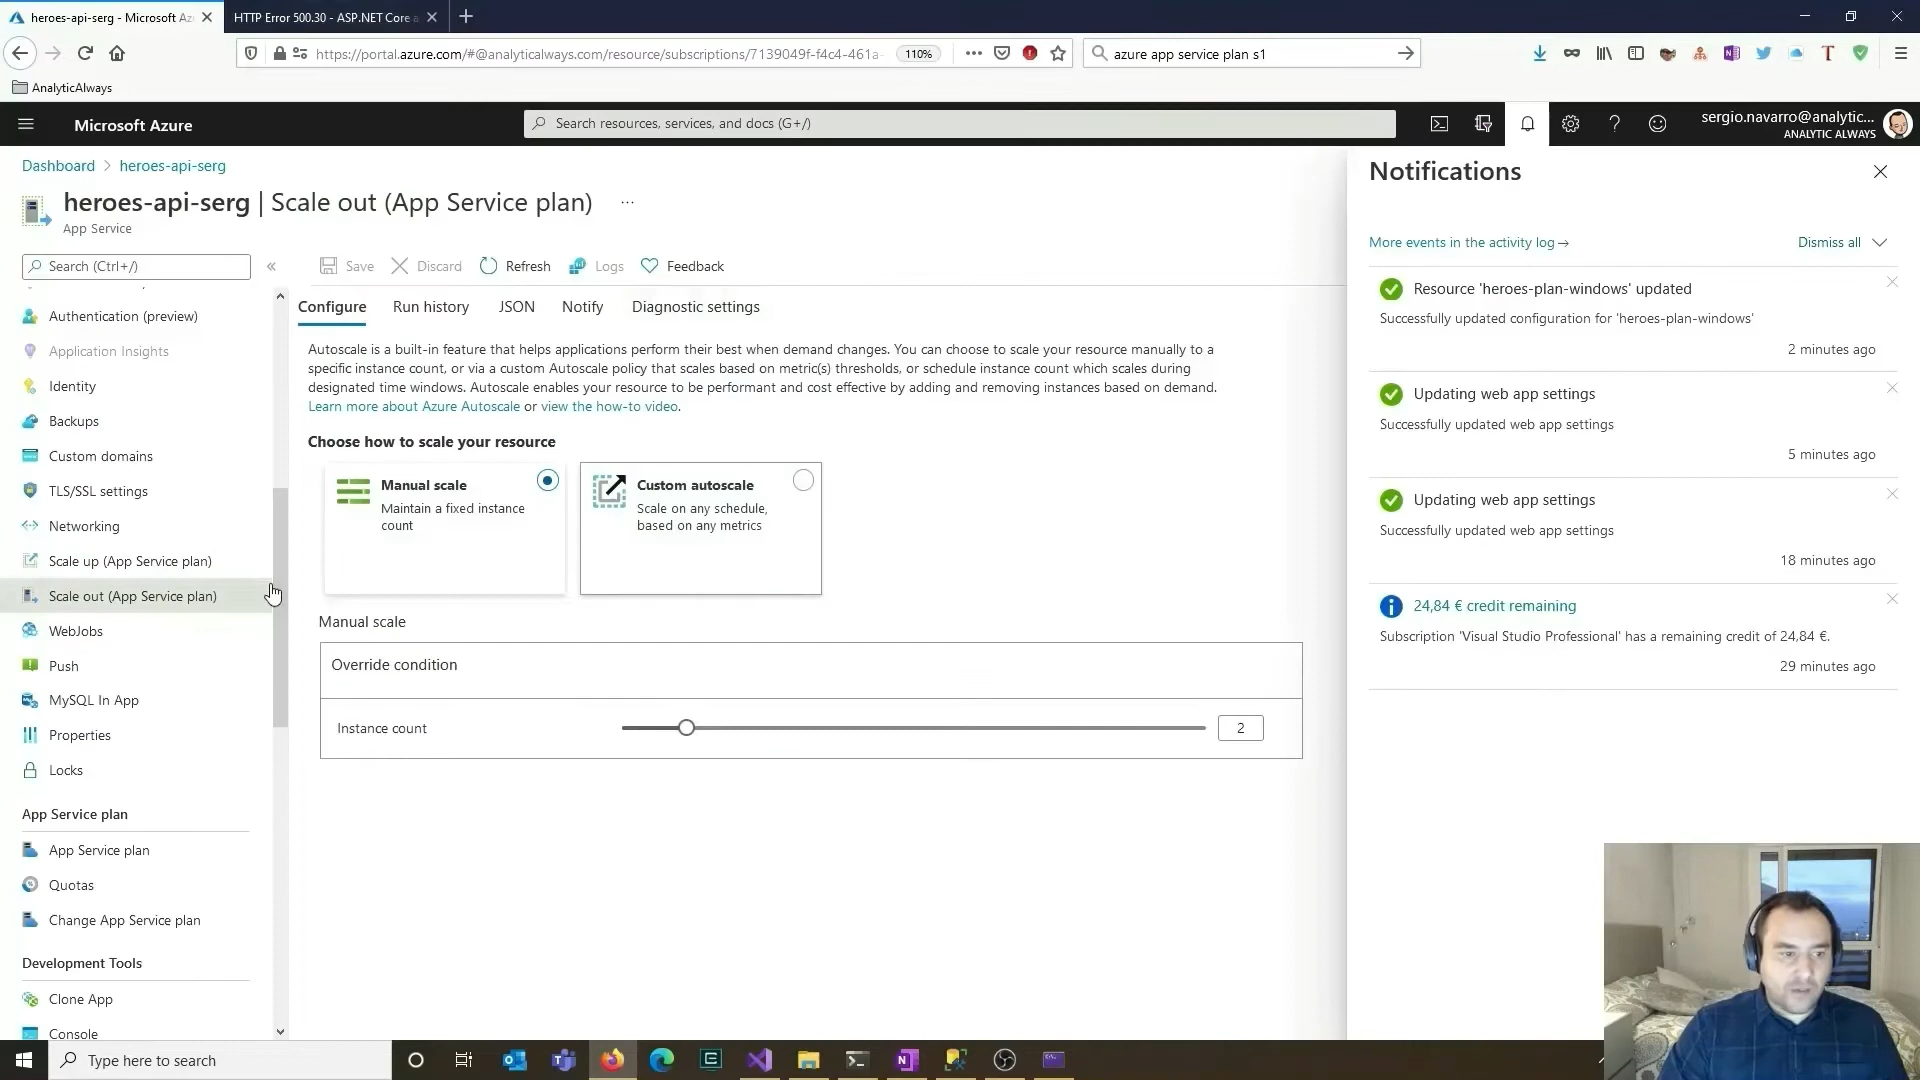 heroes-api-serg - Microsoft Az
HTTP Error 500.30 - ASP.NET Core a
https://portal.azure.com/#@analyticalways.com/resource/subscriptions/7139049f-f4c4-461a-
110%
azure app service plan s1
AnalyticAlways
Microsoft Azure
Search resources, services, and docs (G+/)
sergio.navarro@analytic...
ANALYTIC ALWAYS
Dashboard > heroes-api-serg
heroes-api-serg | Scale out (App Service plan) ...
App Service
Search (Ctrl+/)
«
Save
Discard
Refresh
Logs
Feedback
Authentication (preview)
Application Insights
Identity
Backups
Custom domains
TLS/SSL settings
Networking
Scale up (App Service plan)
Scale out (App Service plan)
WebJobs
Push
MySQL In App
Properties
Locks
App Service plan
App Service plan
Quotas
Change App Service plan
Development Tools
Clone App
Console
Configure
Run history
JSON
Notify
Diagnostic settings
Autoscale is a built-in feature that helps applications perform their best when demand changes. You can choose to scale your resource manually to a
specific instance count, or via a custom Autoscale policy that scales based on metric(s) thresholds, or schedule instance count which scales during
designated time windows. Autoscale enables your resource to be performant and cost effective by adding and removing instances based on demand.
Learn more about Azure Autoscale or view the how-to video.
Choose how to scale your resource
Manual scale
Maintain a fixed instance
count
Custom autoscale
Scale on any schedule,
based on any metrics
Manual scale
Override condition
Instance count
2
Notifications
More events in the activity log →
Dismiss all
Resource 'heroes-plan-windows' updated
Successfully updated configuration for 'heroes-plan-windows'
2 minutes ago
Updating web app settings
Successfully updated web app settings
5 minutes ago
Updating web app settings
Successfully updated web app settings
18 minutes ago
24,84 € credit remaining
Subscription 'Visual Studio Professional' has a remaining credit of 24,84 €.
29 minutes ago
Type here to search